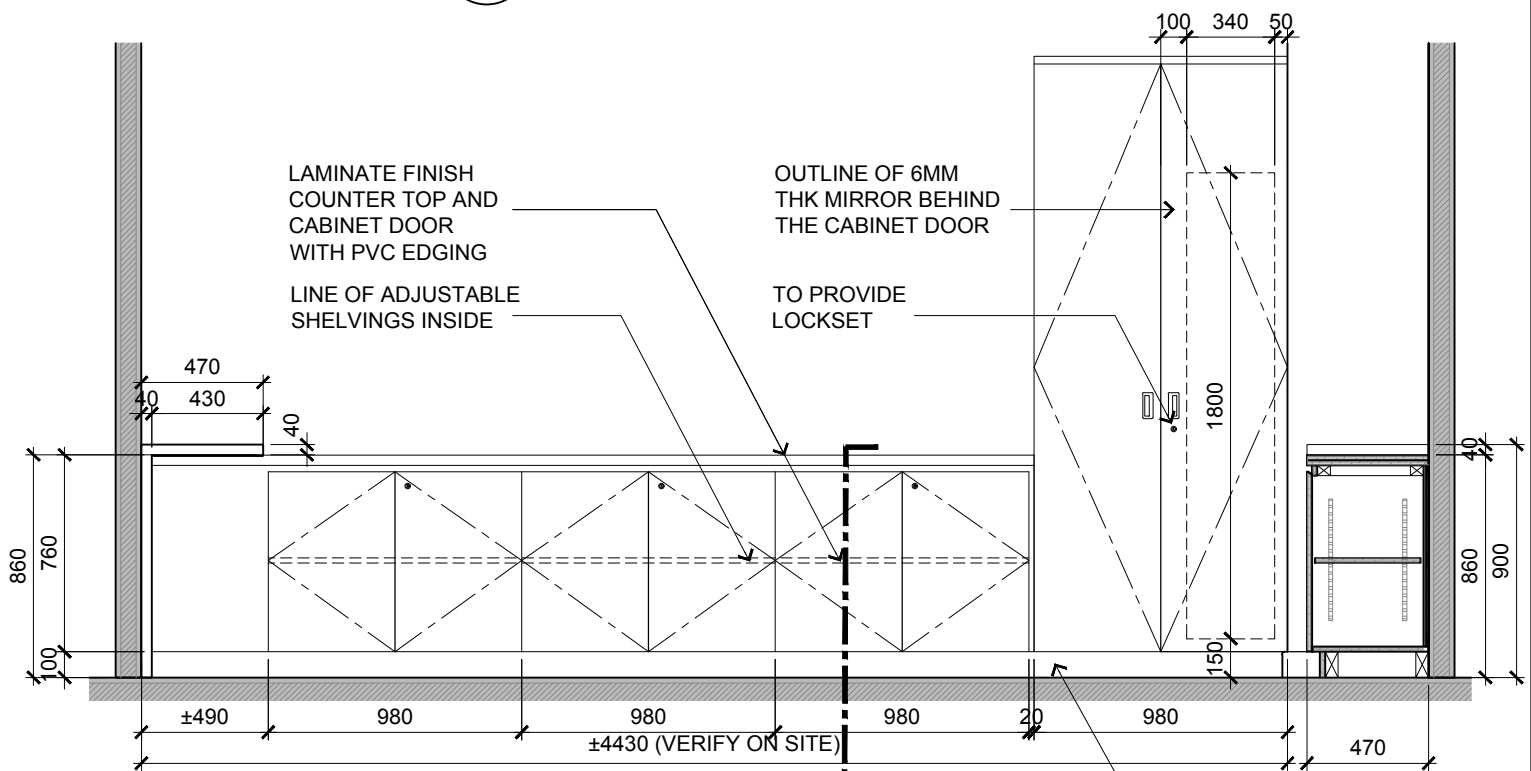 100 340 50
LAMINATE FINISH
COUNTER TOP AND
CABINET DOOR
WITH PVC EDGING
OUTLINE OF 6MM
THK MIRROR BEHIND
THE CABINET DOOR
LINE OF ADJUSTABLE
SHELVINGS INSIDE
TO PROVIDE
LOCKSET
470
40 430
40
1800
40
860
760
100
150
860
900
±490 980 980 980 20 980
±4430 (VERIFY ON SITE)
470